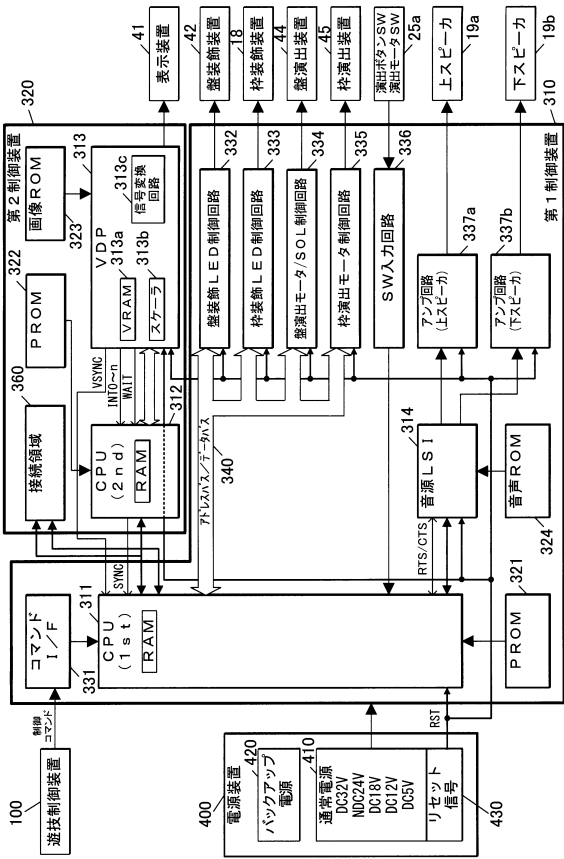 320
第2制御装置
322
PROM
323
画像ROM
360
接続領域
313
VDP
313a
VRAM
313b
スケーラ
313c
信号変換
回路
VSYNC
INT0~n
WAIT
312
CPU
(2nd)
RAM
41
表示装置
42
盤装飾装置
18
枠装飾装置
44
盤演出装置
45
枠演出装置
演出ボタンSW
演出モータSW
25a
19a
上スピーカ
19b
下スピーカ
310
第1制御装置
332
盤装飾LED制御回路
333
枠装飾LED制御回路
334
盤演出モータ/SOL制御回路
335
枠演出モータ制御回路
336
SW入力回路
337a
アンプ回路
(上スピーカ)
337b
アンプ回路
(下スピーカ)
アドレスバス/データバス
340
314
音源LSI
RTS/CTS
音声ROM
324
SYNC
311
CPU
(1st)
RAM
コマンド
I/F
331
321
PROM
制御
コマンド
100
遊技制御装置
400
電源装置
420
バックアップ
電源
410
通常電源
DC32V
NDC24V
DC18V
DC12V
DC5V
リセット
信号
430
RST